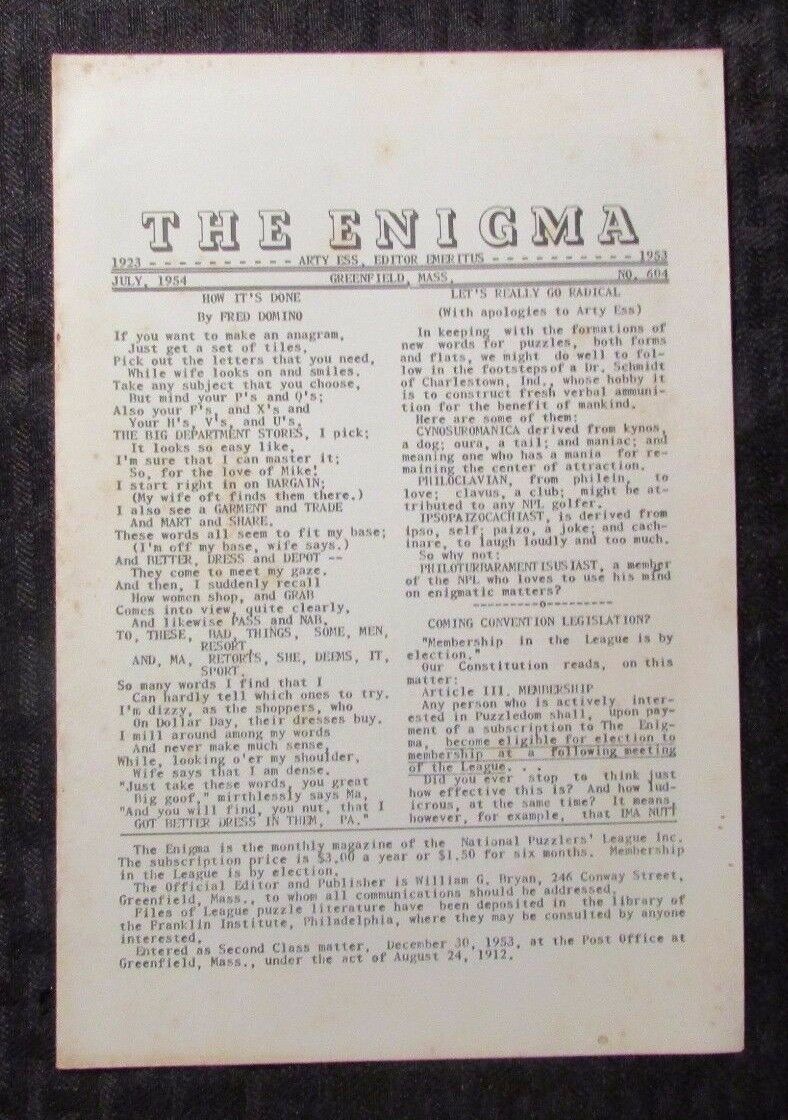 THE ENIGMA
1923 - - - - - - - - - - ARTY ESS, EDITOR EMERITUS - - - - - - - - - - 1953
JULY, 1954 GREENFIELD, MASS. NO. 604
HOW IT'S DONE
By FRED DOMINO
If you want to make an anagram,
Just get a set of tiles,
Pick out the letters that you need,
While wife looks on and smiles.
Take any subject that you choose,
But mind your P's and Q's;
Also your F's, and X's and
Your H's, V's, and U's,
THE BIG DEPARTMENT STORES, I pick;
It looks so easy like,
I'm sure that I can master it;
So, for the love of Mike!
I start right in on BARGAIN;
(My wife oft finds them there.)
I also see a GARMENT and TRADE
And MART and SHARE.
These words all seem to fit my base;
(I'm off my base, wife says.)
And BETTER, DRESS and DEPOT --
They come to meet my gaze.
And then, I suddenly recall
How women shop, and GRAB
Comes into view, quite clearly,
And likewise PASS and NAB,
TO, THESE, BAD, THINGS, SOME, MEN,
RESORT
AND, MA, RETORTS, SHE, DEEMS, IT,
SPORT.
So many words I find that I
Can hardly tell which ones to try.
I'm dizzy, as the shoppers, who
On Dollar Day, their dresses buy.
I mill around among my words
And never make much sense,
While, looking o'er my shoulder,
Wife says that I am dense.
"Just take these words, you great
Big goof," mirthlessly says Ma,
"And you will find, you nut, that I
GOT BETTER DRESS IN THEM, PA."
LET'S REALLY GO RADICAL
(With apologies to Arty Ess)
In keeping with the formations of
new words for puzzles, both forms
and flats, we might do well to fol-
low in the footsteps of a Dr. Schmidt
of Charlestown, Ind., whose hobby it
is to construct fresh verbal ammuni-
tion for the benefit of mankind.
Here are some of them:
CYNOSUROMANICA derived from kynos,
a dog; oura, a tail; and maniac; and
meaning one who has a mania for re-
maining the center of attraction.
PHILOCLAVIAN, from philein, to
love; clavus, a club; might be at-
tributed to any NPL golfer.
IPSOPAIZOCACHIAST, is derived from
ipso, self; paizo, a joke; and cach-
inare, to laugh loudly and too much.
So why not:
PHILOTURBARAMENTISUSIAST, a member
of the NPL who loves to use his mind
on enigmatic matters?
---------o---------
COMING CONVENTION LEGISLATION?
"Membership in the League is by
election."
Our Constitution reads, on this
matter:
Article III. MEMBERSHIP
Any person who is actively inter-
ested in Puzzledom shall, upon pay-
ment of a subscription to The Enig-
ma, become eligible for election to
membership at a following meeting
of the League. . .
Did you ever stop to think just
how effective this is? And how lud-
icrous, at the same time? It means,
however, for example, that IMA NUTT
The Enigma is the monthly magazine of the National Puzzlers' League Inc.
The subscription price is $3.00 a year or $1.50 for six months. Membership
in the League is by election.
The Official Editor and Publisher is William G. Bryan, 246 Conway Street,
Greenfield, Mass., to whom all communications should be addressed.
Files of League puzzle literature have been deposited in the library of
the Franklin Institute, Philadelphia, where they may be consulted by anyone
interested.
Entered as Second Class matter, December 30, 1953, at the Post Office at
Greenfield, Mass., under the act of August 24, 1912.